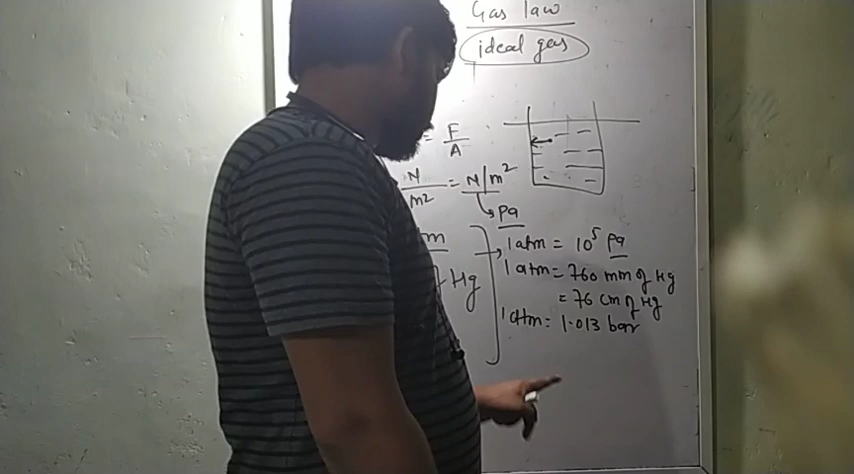 Gas law
ideal gas
= F/A
N/m2 = N/m²
Pa
m
Hg
1 atm = 10⁵ Pa
1 atm = 760 mm of Hg
= 76 cm of Hg
1 atm = 1.013 bar